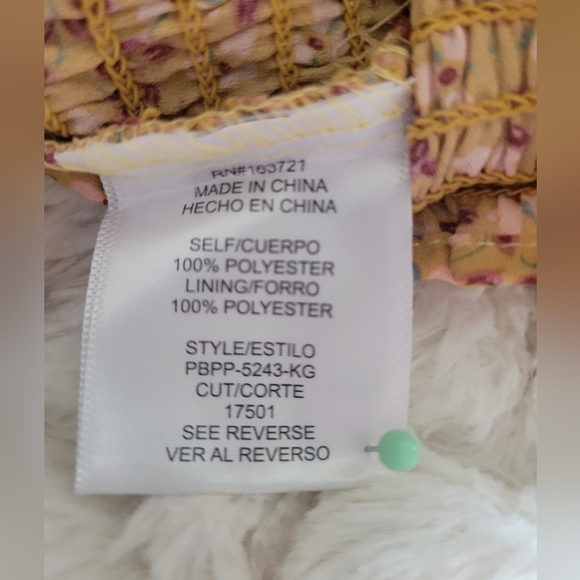 RN#163721
MADE IN CHINA
HECHO EN CHINA
SELF/CUERPO
100% POLYESTER
LINING/FORRO
100% POLYESTER
STYLE/ESTILO
PBPP-5243-KG
CUT/CORTE
17501
SEE REVERSE
VER AL REVERSO